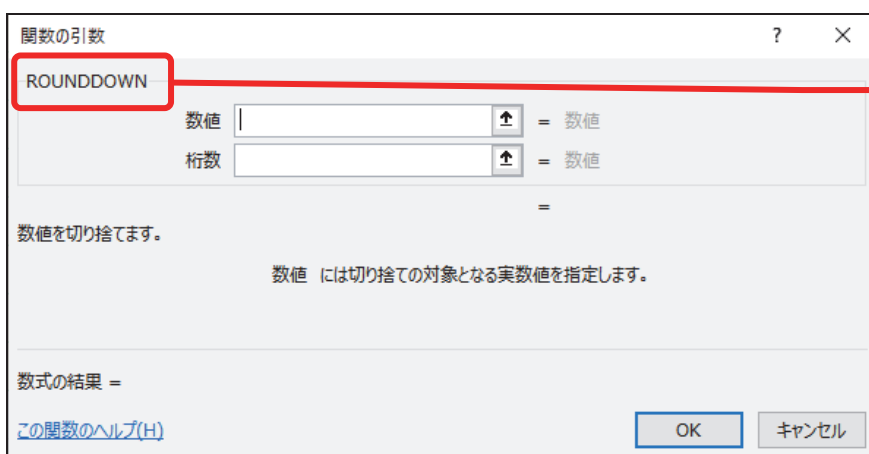 関数の引数 ? ×
ROUNDDOWN
数値 = 数値
桁数 = 数値
=
数値を切り捨てます。
数値 には切り捨ての対象となる実数値を指定します。
数式の結果 =
この関数のヘルプ(H) OK キャンセル